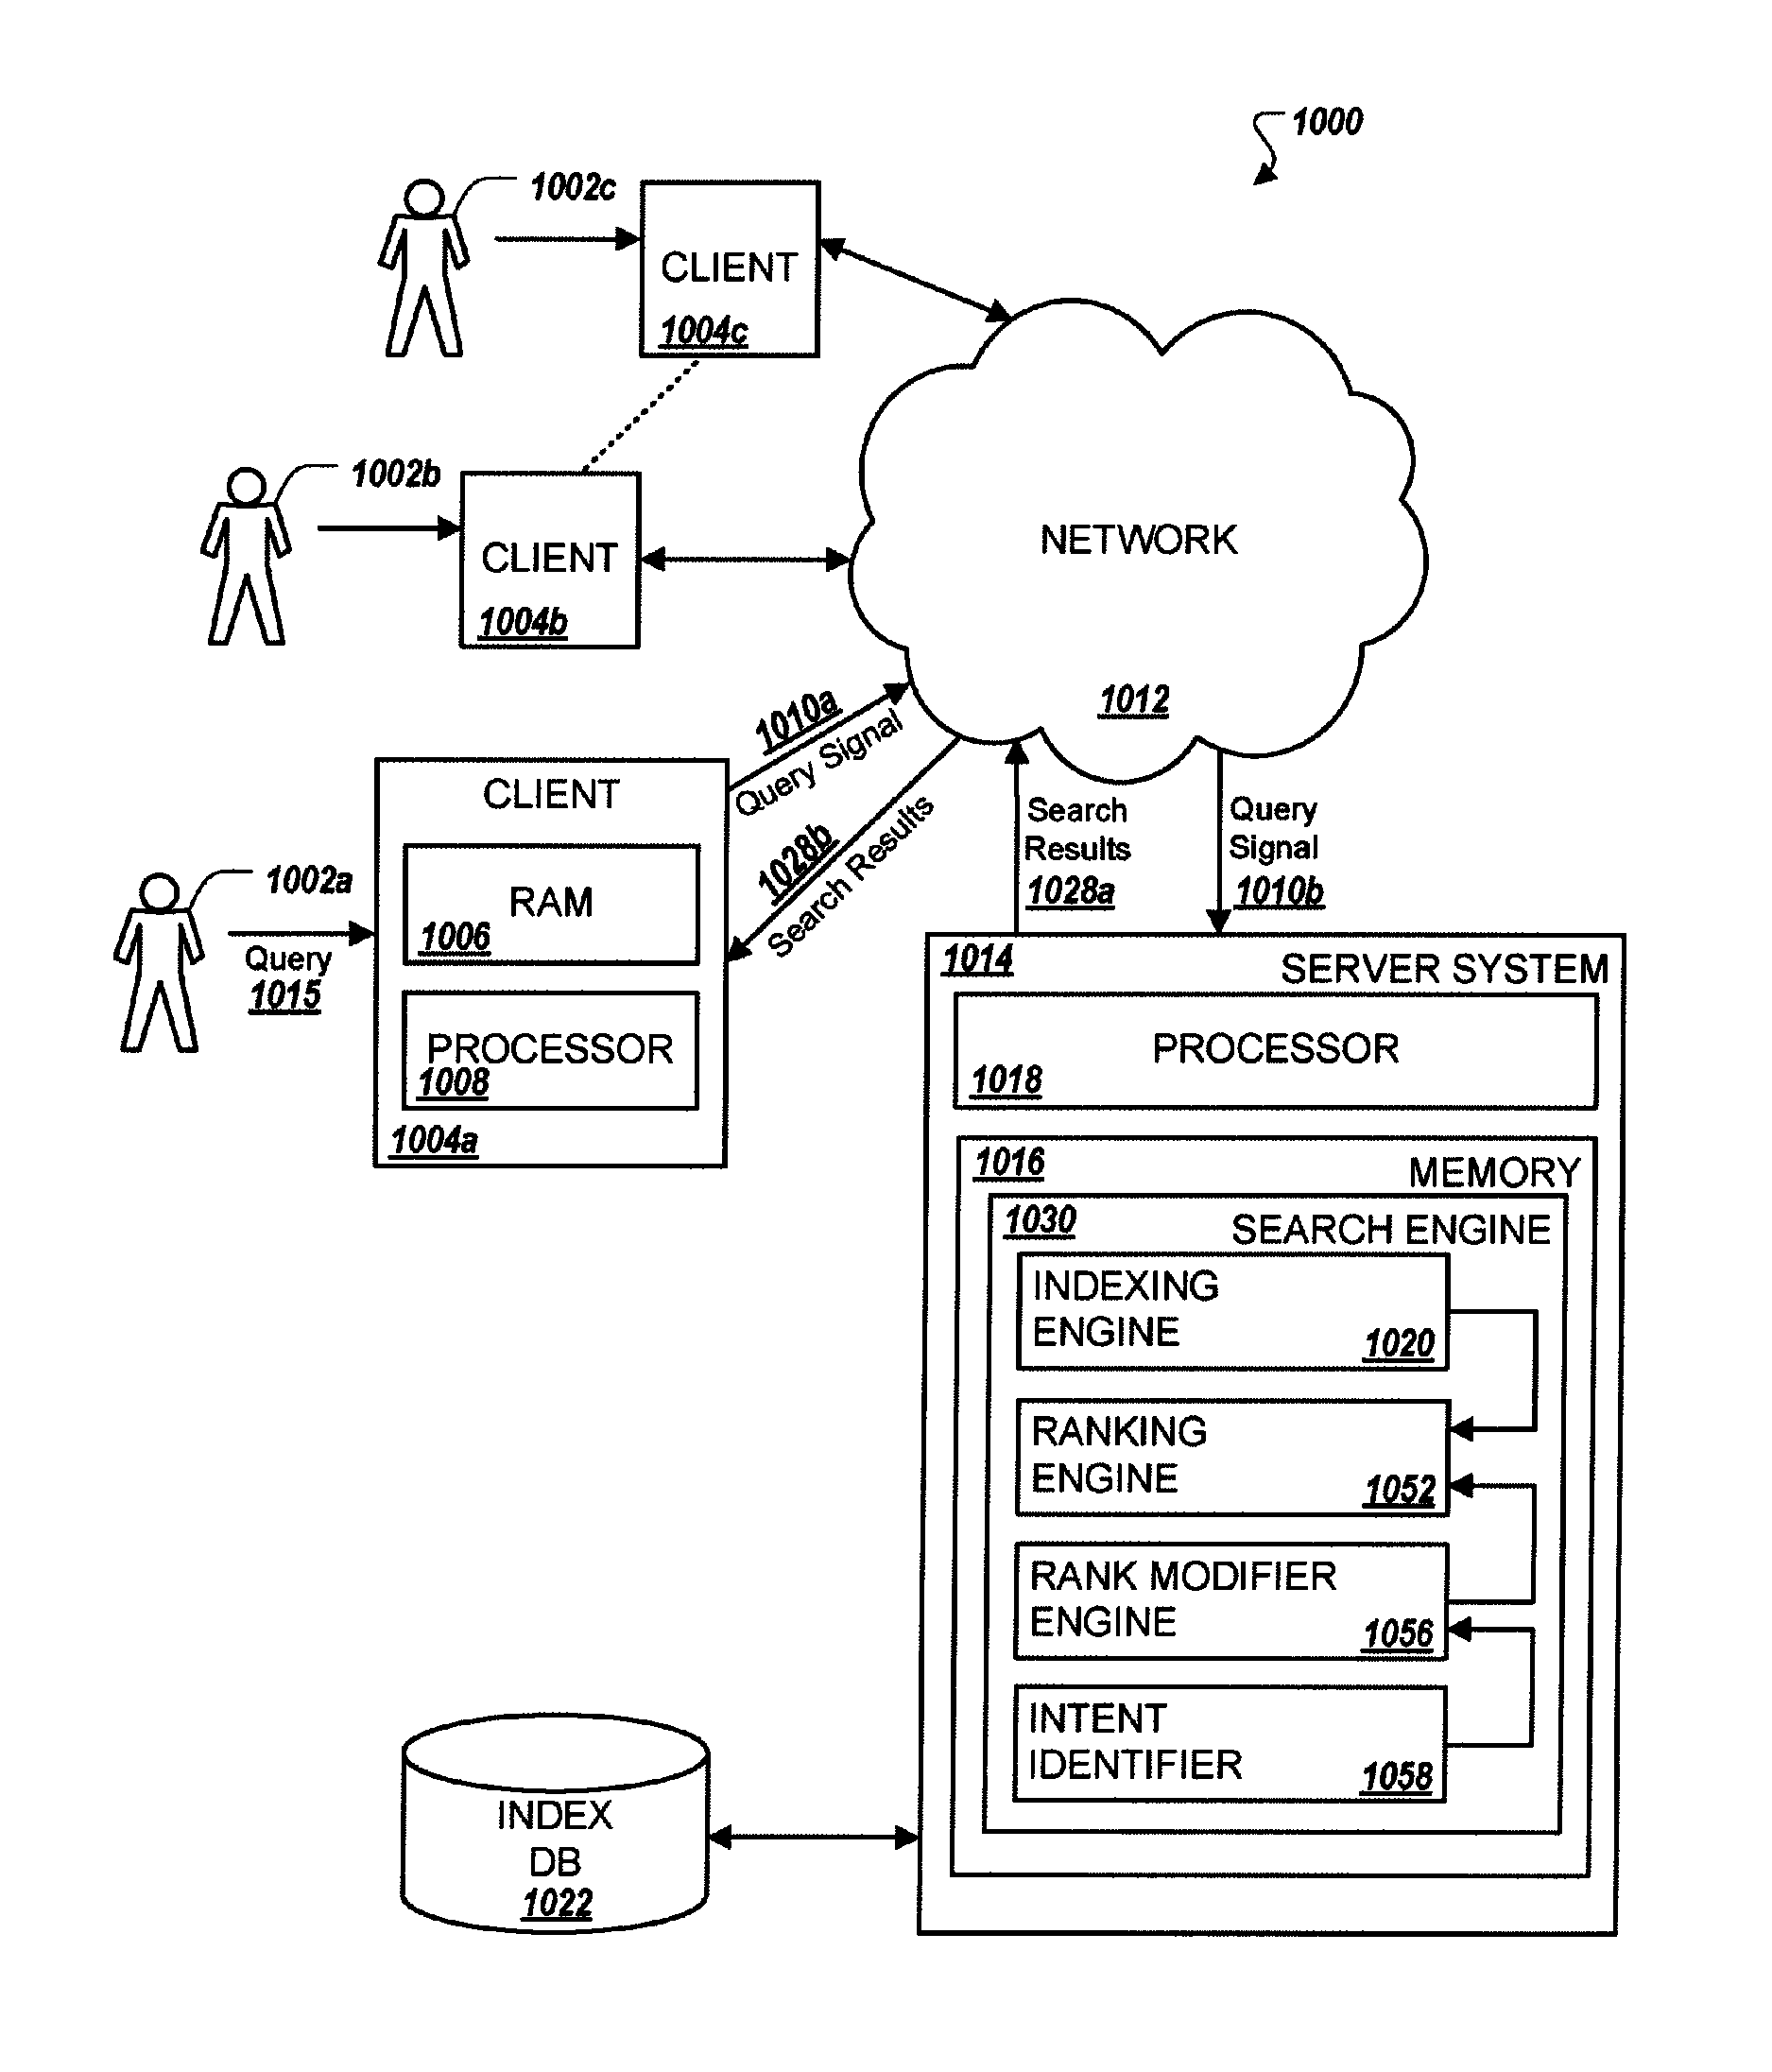 1000
1002c
CLIENT
1004c
1002b
CLIENT
1004b
NETWORK
1012
1010a
Query Signal
1028b
Search Results
Search
Results
1028a
Query
Signal
1010b
1002a
Query
1015
CLIENT
RAM
1006
PROCESSOR
1008
1004a
1014
SERVER SYSTEM
PROCESSOR
1018
1016
MEMORY
1030
SEARCH ENGINE
INDEXING
ENGINE
1020
RANKING
ENGINE
1052
RANK MODIFIER
ENGINE
1056
INTENT
IDENTIFIER
1058
INDEX
DB
1022